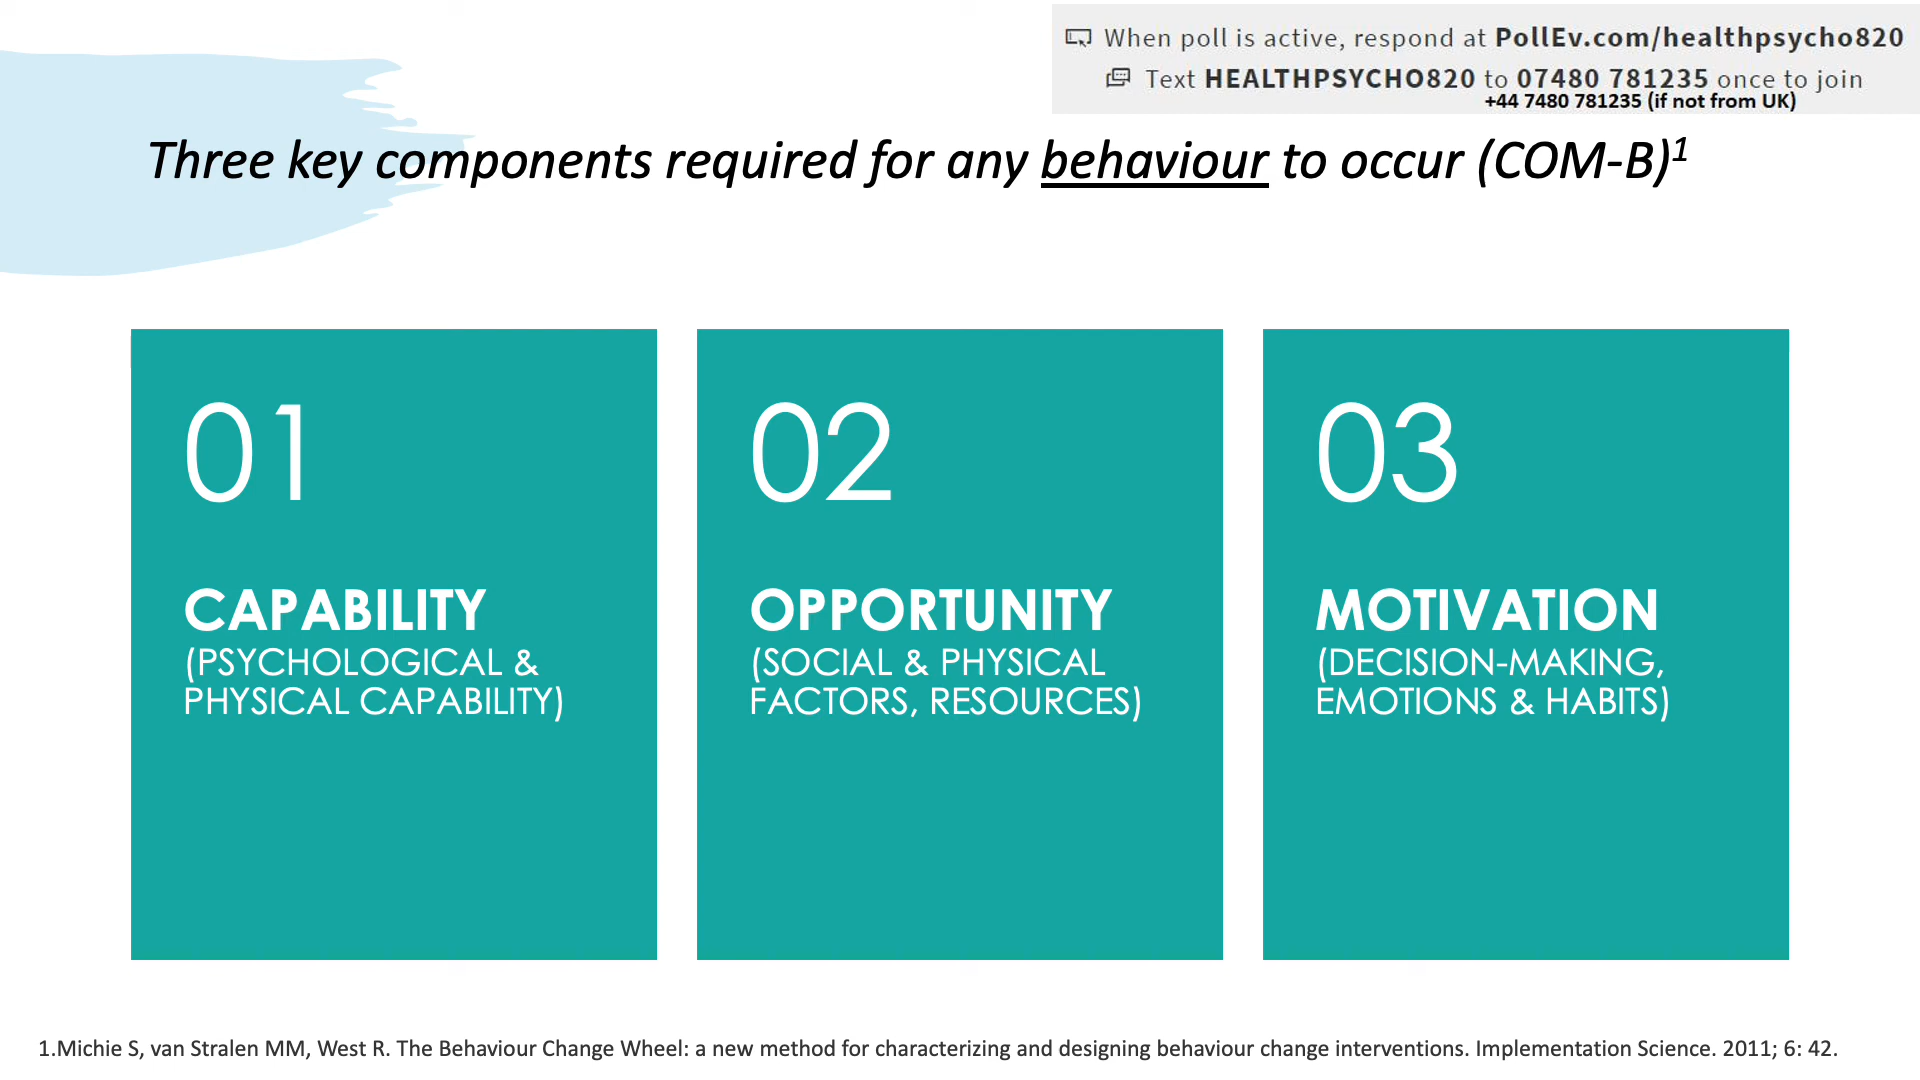 When poll is active, respond at PollEv.com/healthpsycho820
Text HEALTHPSYCHO820 to 07480 781235 once to join
+44 7480 781235 (if not from UK)
Three key components required for any behaviour to occur (COM-B)1
01
CAPABILITY
(PSYCHOLOGICAL &
PHYSICAL CAPABILITY)
02
OPPORTUNITY
(SOCIAL & PHYSICAL
FACTORS, RESOURCES)
03
MOTIVATION
(DECISION-MAKING,
EMOTIONS & HABITS)
1.Michie S, van Stralen MM, West R. The Behaviour Change Wheel: a new method for characterizing and designing behaviour change interventions. Implementation Science. 2011; 6: 42.